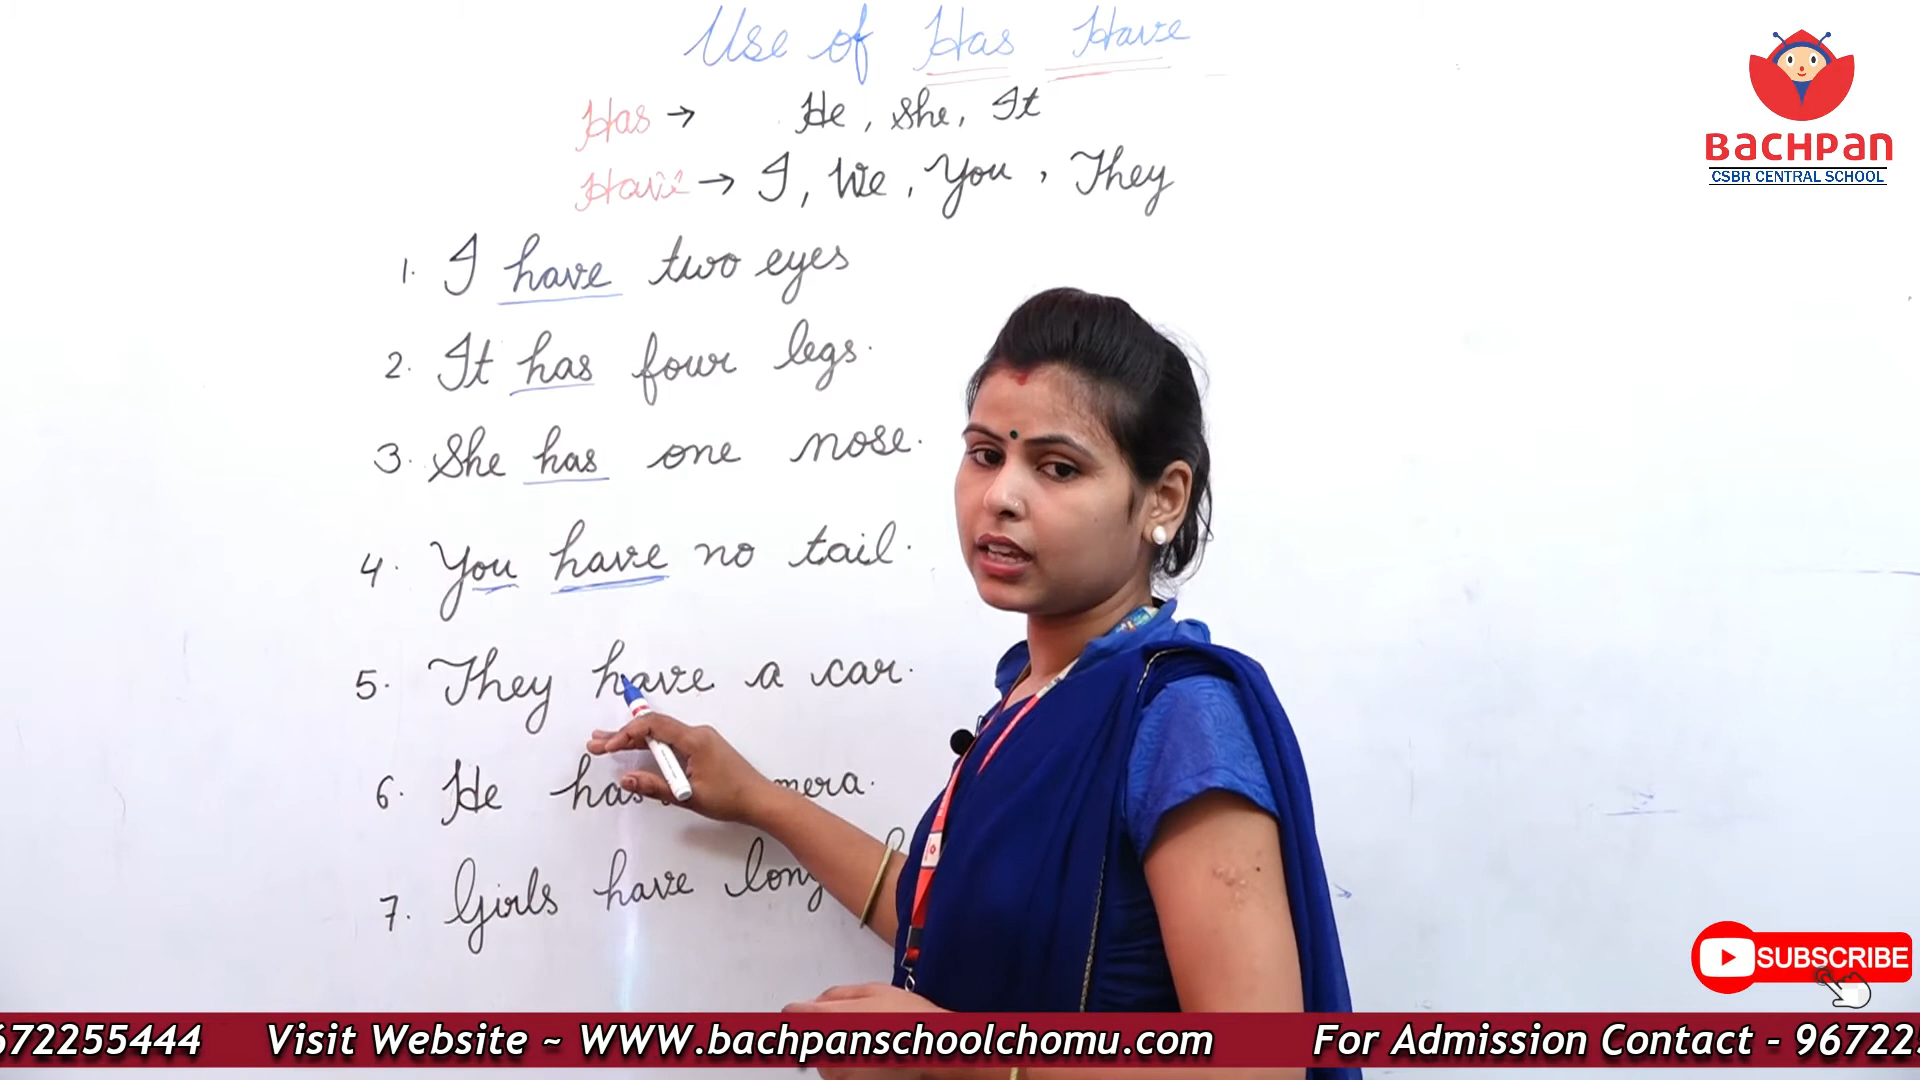 Use of Has Have
Has → He, She, It
Have → I, We, You, They
1. I have two eyes
2. It has four legs.
3. She has one nose.
4. You have no tail.
5. They have a car.
6. He has mera.
7. Girls have long
BACHPAN
CSBR CENTRAL SCHOOL
SUBSCRIBE
672255444 Visit Website ~ WWW.bachpanschoolchomu.com For Admission Contact - 96722